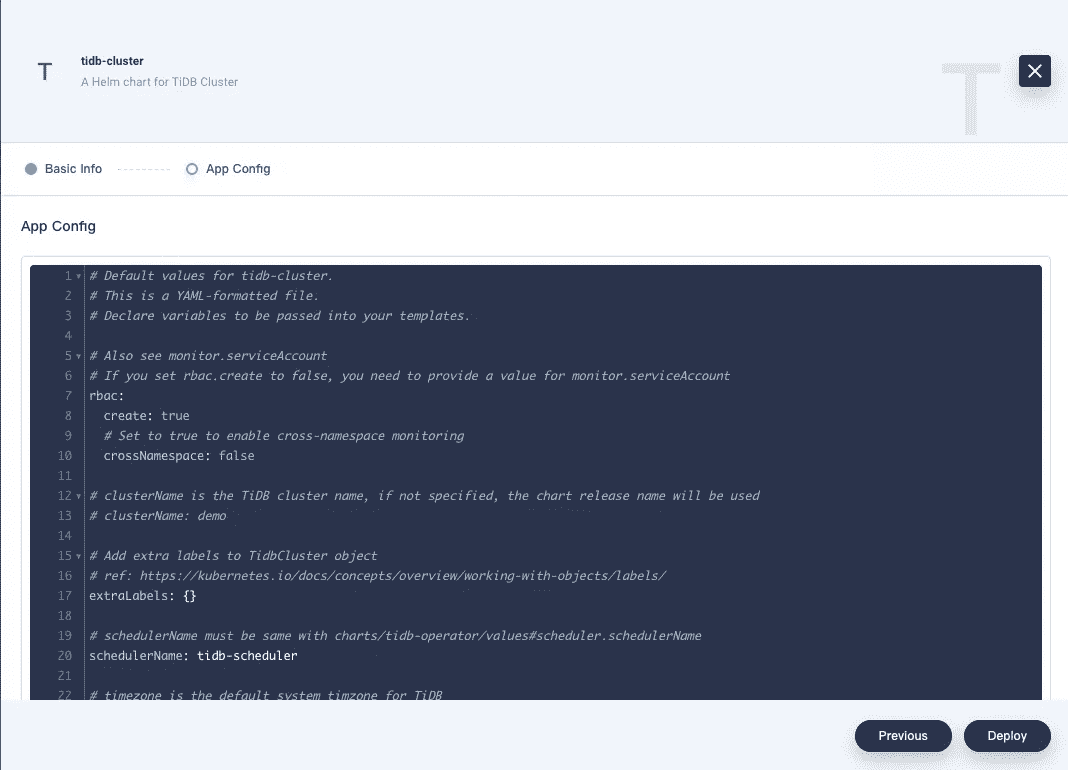 T
tidb-cluster
A Helm chart for TiDB Cluster
T
Basic Info
App Config
App Config
1 # Default values for tidb-cluster.
2 # This is a YAML-formatted file.
3 # Declare variables to be passed into your templates.
4
5 # Also see monitor.serviceAccount
6 # If you set rbac.create to false, you need to provide a value for monitor.serviceAccount
7 rbac:
8   create: true
9   # Set to true to enable cross-namespace monitoring
10   crossNamespace: false
11
12 # clusterName is the TiDB cluster name, if not specified, the chart release name will be used
13 # clusterName: demo
14
15 # Add extra labels to TidbCluster object
16 # ref: https://kubernetes.io/docs/concepts/overview/working-with-objects/labels/
17 extraLabels: {}
18
19 # schedulerName must be same with charts/tidb-operator/values#scheduler.schedulerName
20 schedulerName: tidb-scheduler
21
22 # timezone is the default system timzone for TiDB
Previous
Deploy